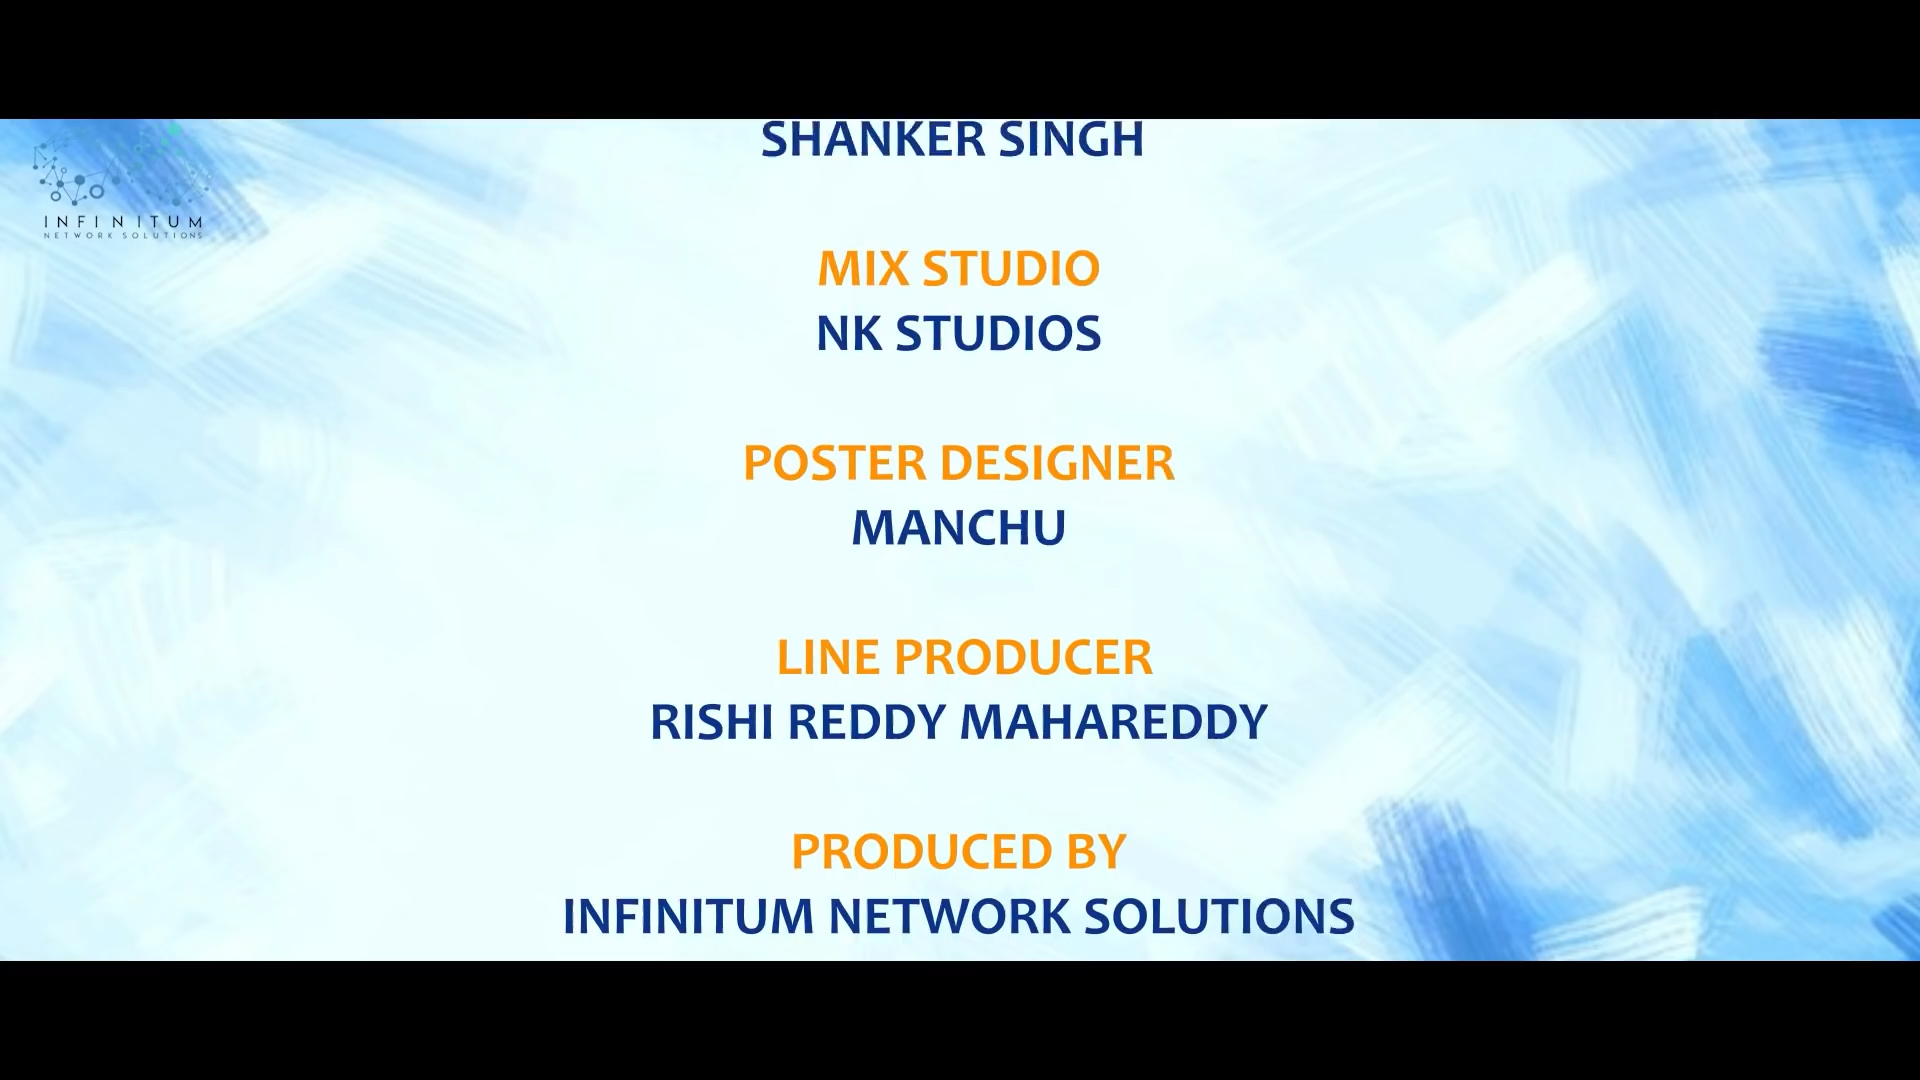 SHANKER SINGH
INFINITUM
NETWORK SOLUTIONS
MIX STUDIO
NK STUDIOS
POSTER DESIGNER
MANCHU
LINE PRODUCER
RISHI REDDY MAHAREDDY
PRODUCED BY
INFINITUM NETWORK SOLUTIONS